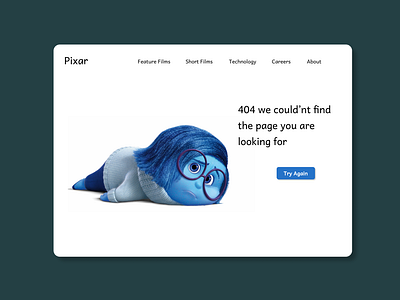 Pixar
Feature Films Short Films Technology Careers About
404 we could'nt find
the page you are
looking for
Try Again